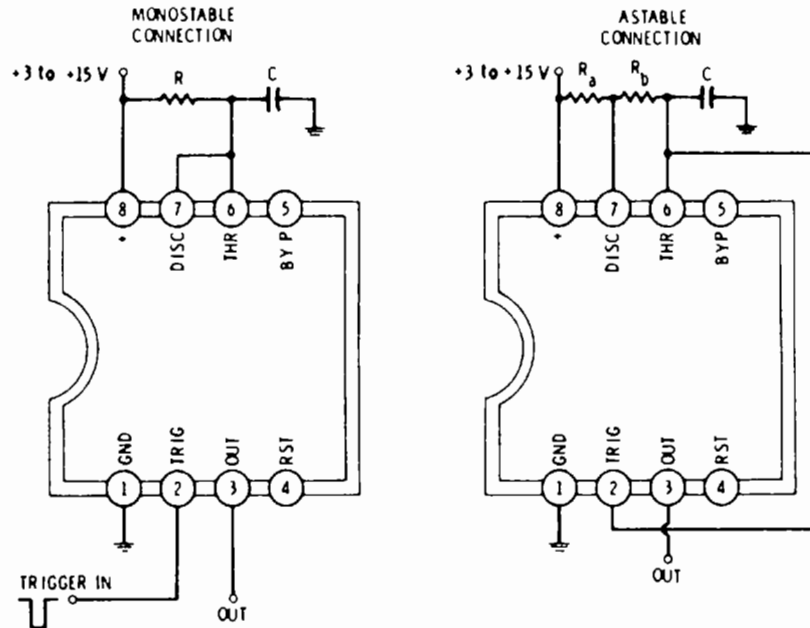 MONOSTABLE
CONNECTION
+3 to +15 V
R
C
8
7
6
5
+
DISC
THR
BYP
GND
TRIG
OUT
RST
1
2
3
4
TRIGGER IN
OUT
ASTABLE
CONNECTION
+3 to +15 V
Ra
Rb
C
8
7
6
5
+
DISC
THR
BYP
GND
TRIG
OUT
RST
1
2
3
4
OUT